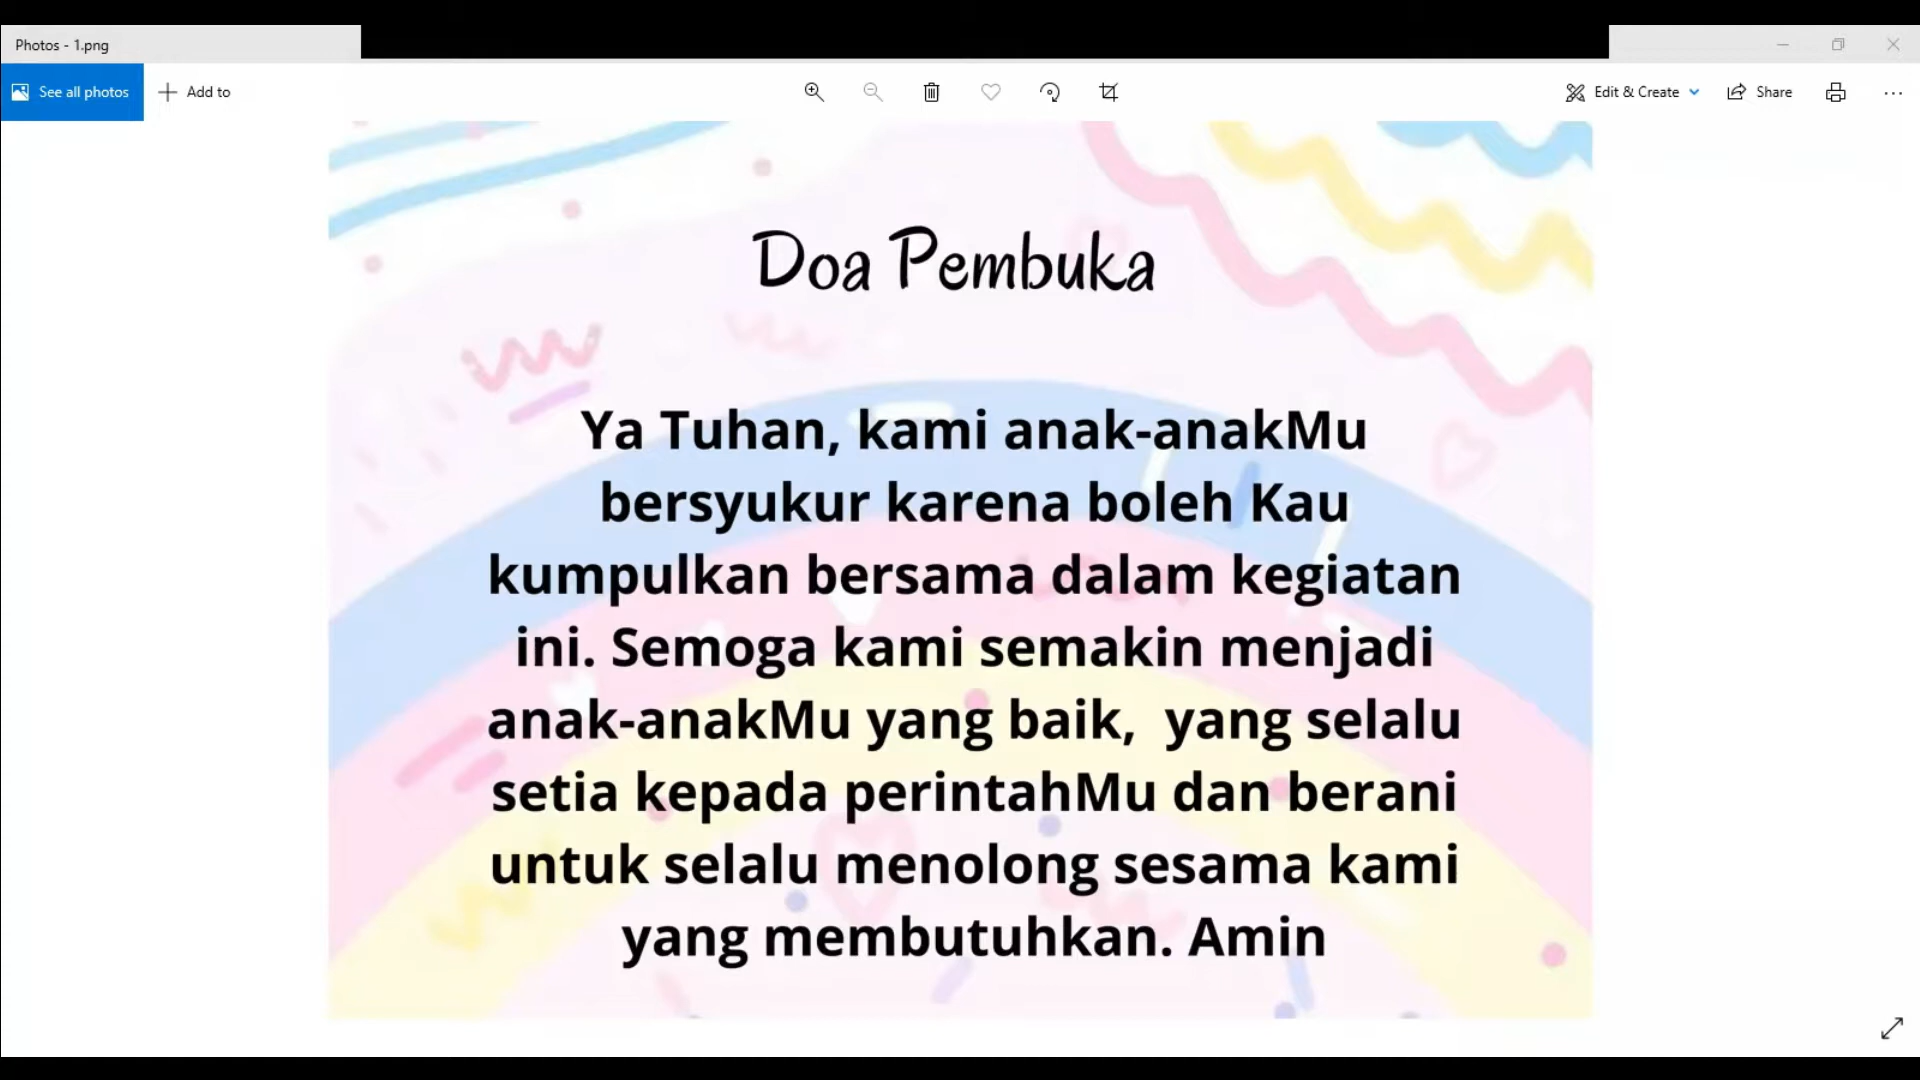 Photos - 1.png
See all photos
Add to
Edit & Create
Share
Doa Pembuka
Ya Tuhan, kami anak-anakMu
bersyukur karena boleh Kau
kumpulkan bersama dalam kegiatan
ini. Semoga kami semakin menjadi
anak-anakMu yang baik,  yang selalu
setia kepada perintahMu dan berani
untuk selalu menolong sesama kami
yang membutuhkan. Amin